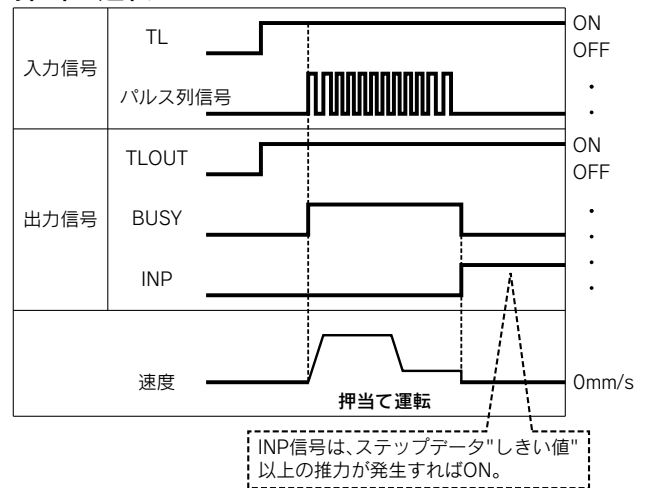 入力信号
TL
ON
OFF
パルス列信号
・
・
出力信号
TLOUT
ON
OFF
BUSY
・
・
INP
・
・
速度
0mm/s
押当て運転
INP信号は、ステップデータ"しきい値"
以上の推力が発生すればON。